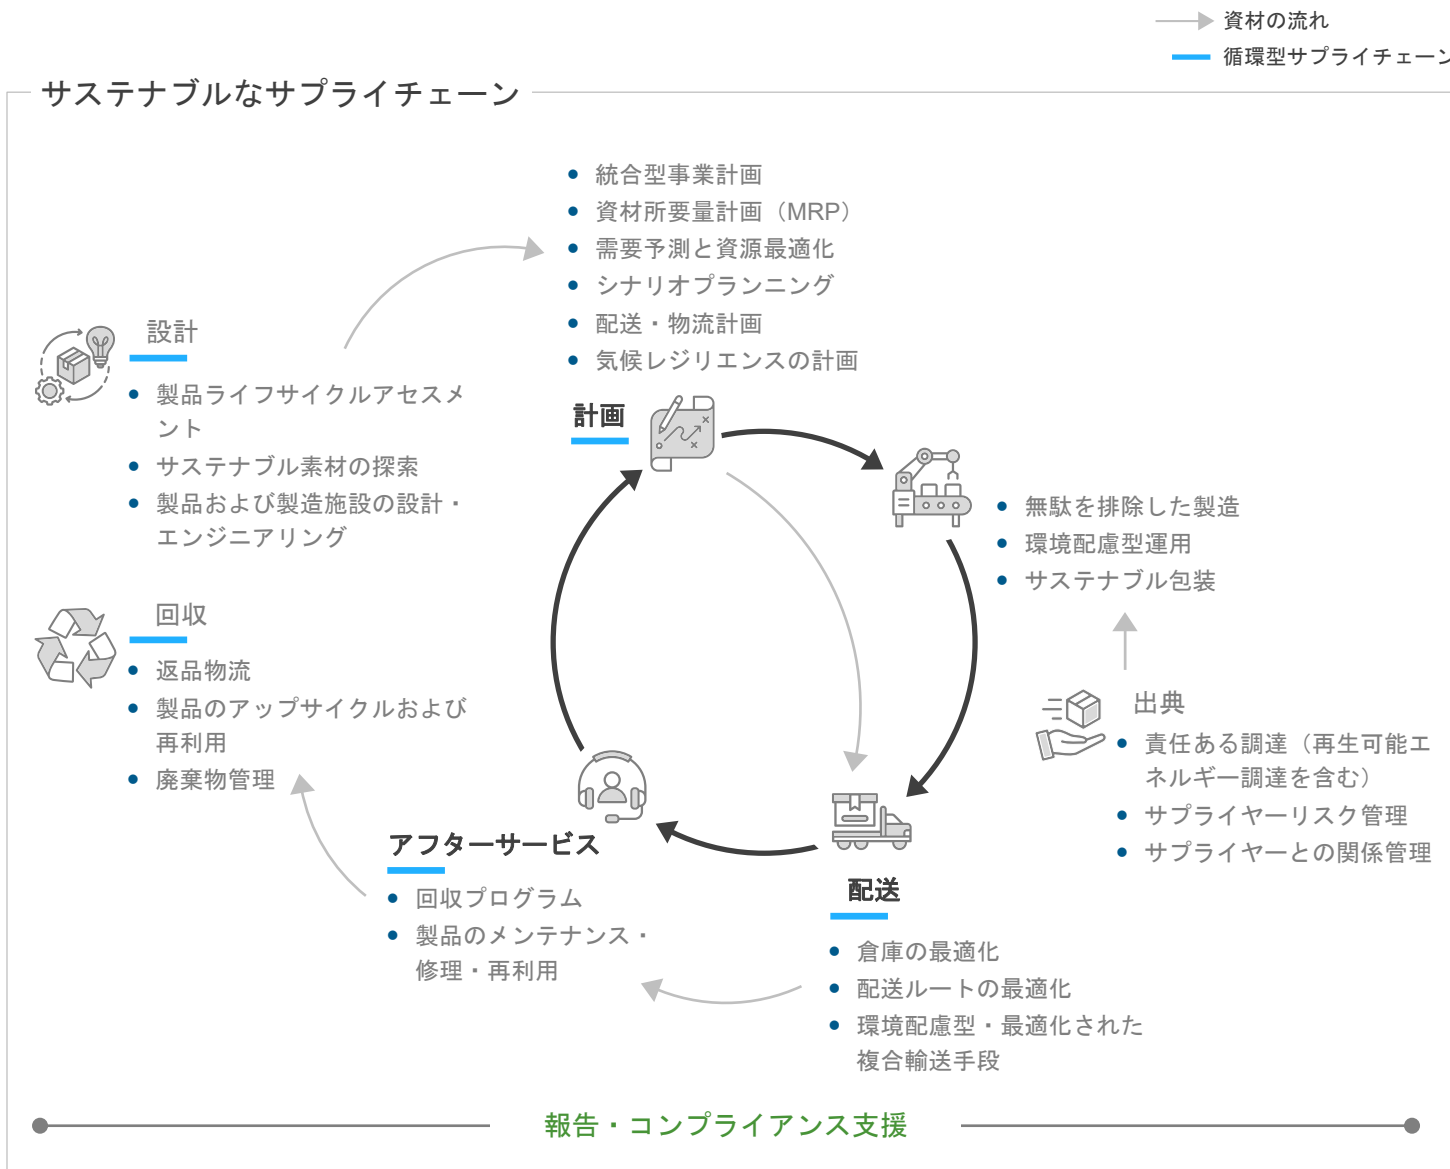 資材の流れ
循環型サプライチェーン
サステナブルなサプライチェーン
統合型事業計画
資材所要量計画（MRP）
需要予測と資源最適化
シナリオプランニング
配送・物流計画
気候レジリエンスの計画
計画
設計
製品ライフサイクルアセスメ
ント
サステナブル素材の探索
製品および製造施設の設計・
エンジニアリング
無駄を排除した製造
環境配慮型運用
サステナブル包装
回収
返品物流
製品のアップサイクルおよび
再利用
廃棄物管理
出典
責任ある調達（再生可能エ
ネルギー調達を含む）
サプライヤーリスク管理
サプライヤーとの関係管理
アフターサービス
回収プログラム
製品のメンテナンス・
修理・再利用
配送
倉庫の最適化
配送ルートの最適化
環境配慮型・最適化された
複合輸送手段
報告・コンプライアンス支援